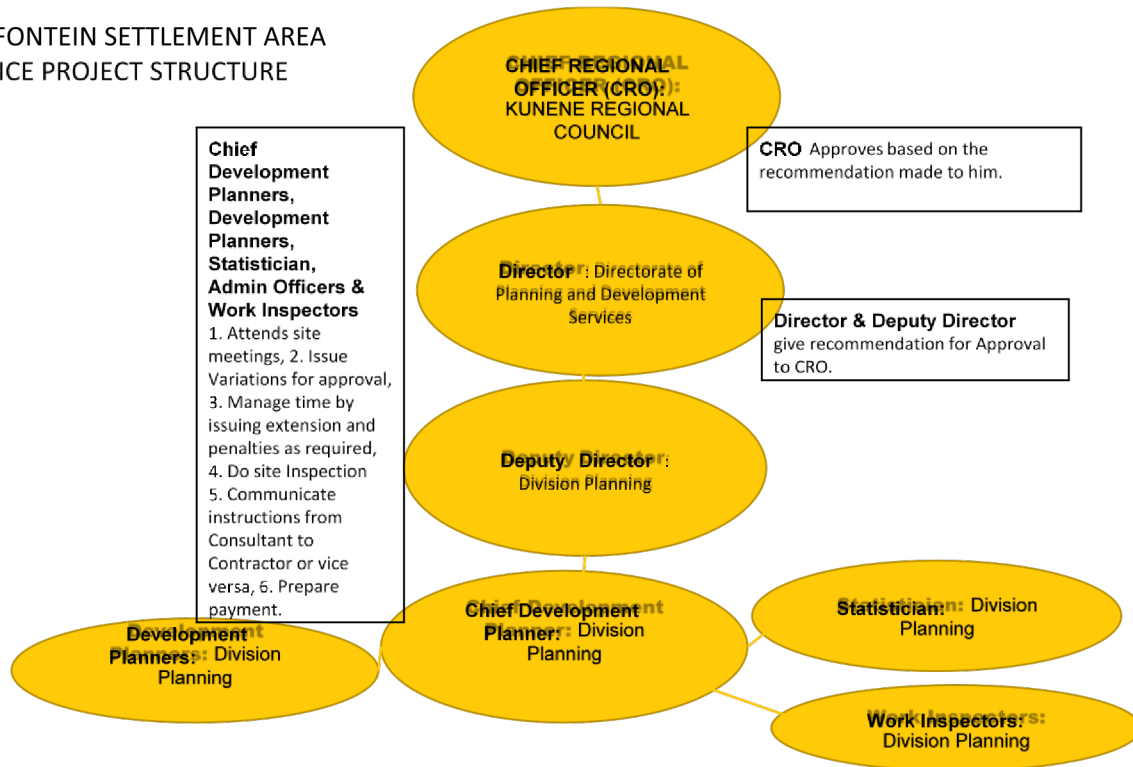 FONTEIN SETTLEMENT AREA
ICE PROJECT STRUCTURE
CHIEF REGIONAL
OFFICER (CRO):
KUNENE REGIONAL
COUNCIL
Chief
Development
Planners,
Development
Planners,
Statistician,
Admin Officers &
Work Inspectors
1. Attends site
meetings, 2. Issue
Variations for approval,
3. Manage time by
issuing extension and
penalties as required,
4. Do site Inspection
5. Communicate
instructions from
Consultant to
Contractor or vice
versa, 6. Prepare
payment.
CRO Approves based on the
recommendation made to him.
Director : Directorate of
Planning and Development
Services
Director & Deputy Director
give recommendation for Approval
to CRO.
Deputy Director :
Division Planning
Chief Development
Planner: Division
Planning
Development
Planners: Division
Planning
Statistician: Division
Planning
Work Inspectors:
Division Planning